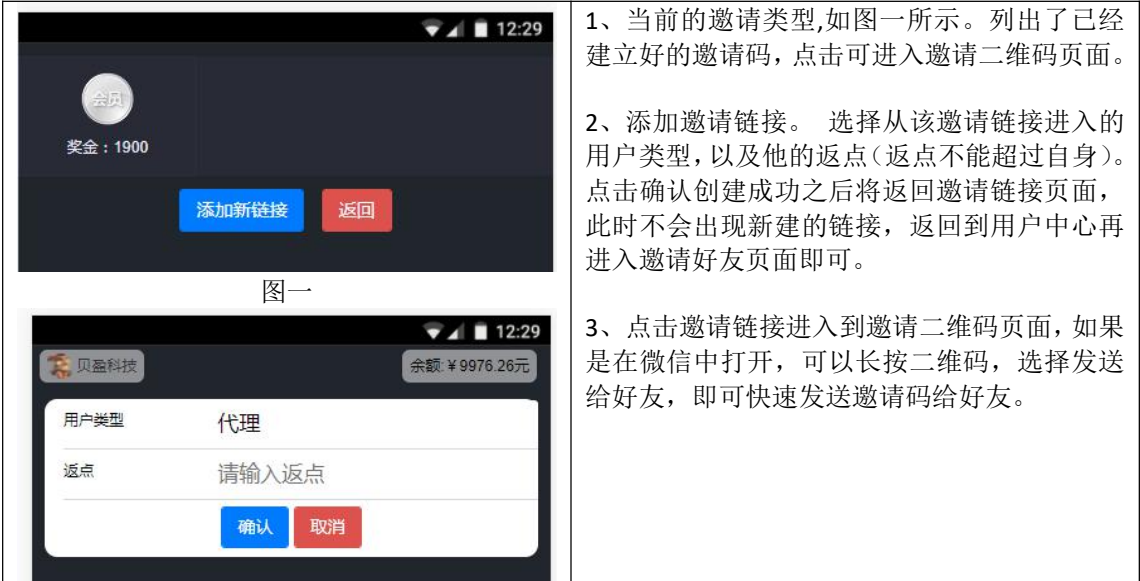 12:29
会员
奖金：1900
添加新链接 返回
图一
12:29
贝盈科技 余额:￥9976.26元
用户类型 代理
返点 请输入返点
确认 取消
1、当前的邀请类型,如图一所示。列出了已经
建立好的邀请码，点击可进入邀请二维码页面。
2、添加邀请链接。 选择从该邀请链接进入的
用户类型，以及他的返点（返点不能超过自身）。
点击确认创建成功之后将返回邀请链接页面，
此时不会出现新建的链接，返回到用户中心再
进入邀请好友页面即可。
3、点击邀请链接进入到邀请二维码页面，如果
是在微信中打开，可以长按二维码，选择发送
给好友，即可快速发送邀请码给好友。